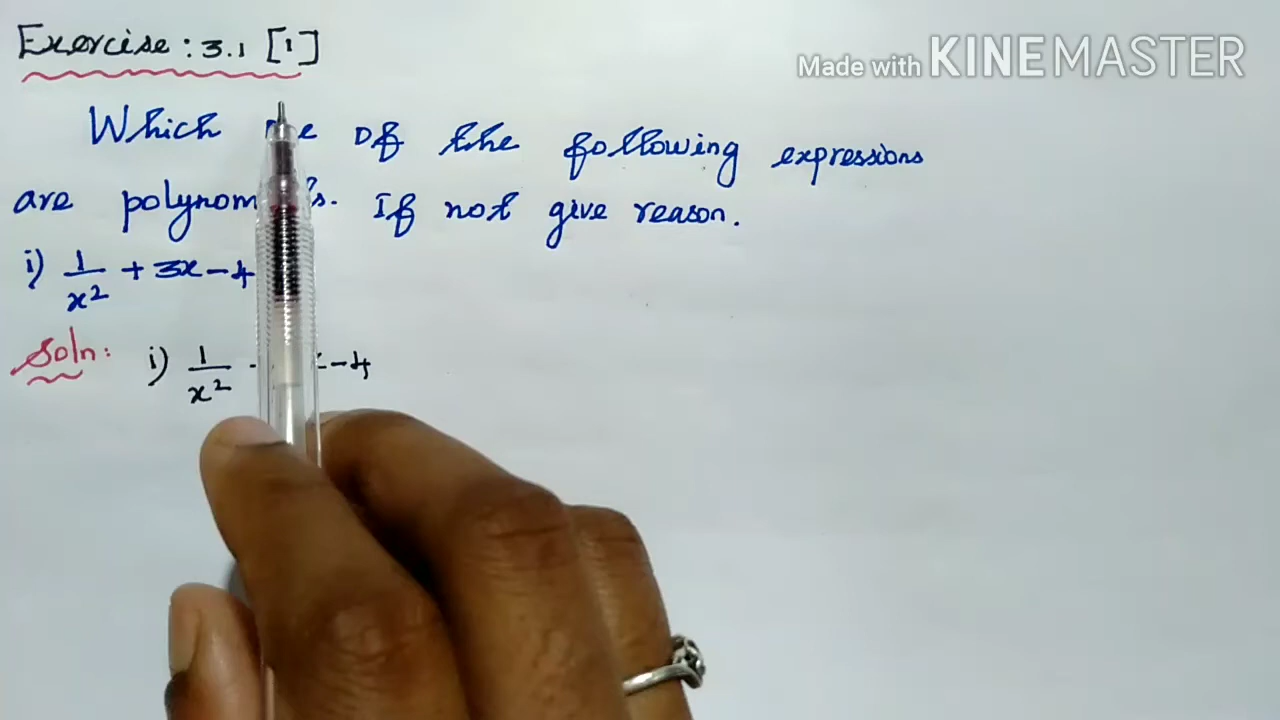 Exercise: 3.1 [1]
Made with KINEMASTER
Which of the following expressions
are If not give reason.
i) 1/x² + 3x - 4
Soln: i) 1/x² - 4